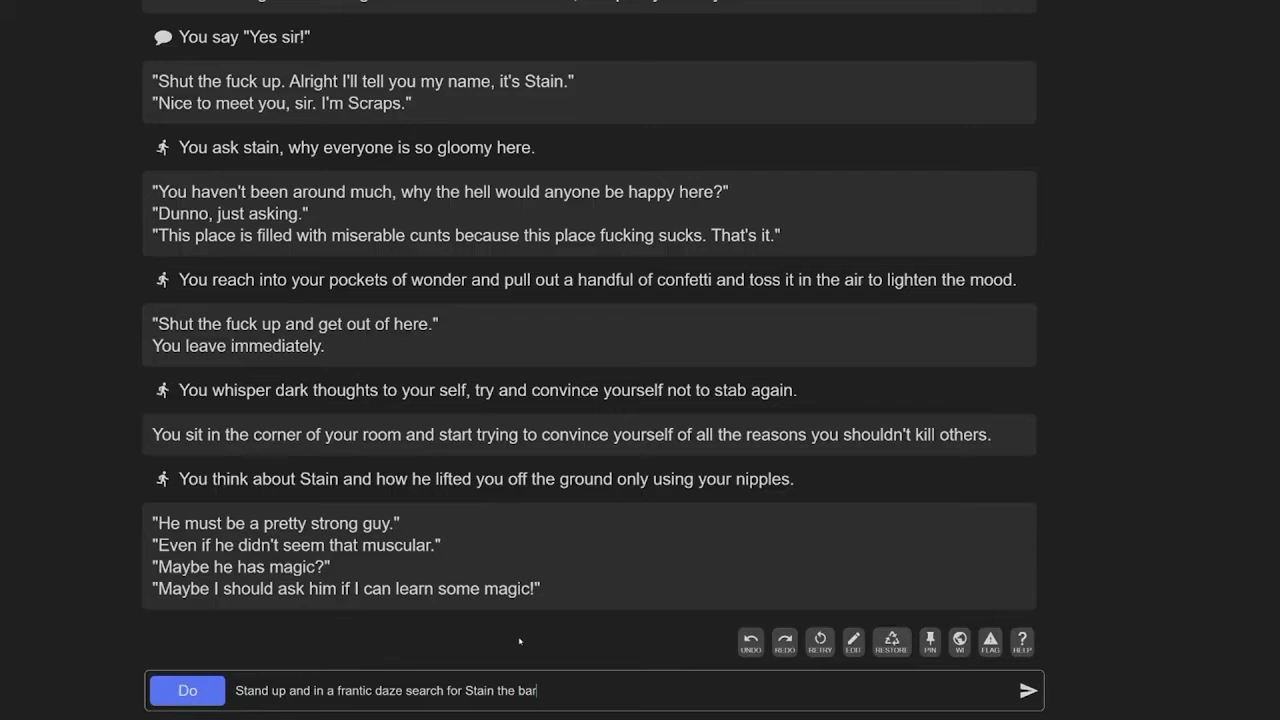 You say "Yes sir!"
"Shut the fuck up. Alright I'll tell you my name, it's Stain."
"Nice to meet you, sir. I'm Scraps."
You ask stain, why everyone is so gloomy here.
"You haven't been around much, why the hell would anyone be happy here?"
"Dunno, just asking."
"This place is filled with miserable cunts because this place fucking sucks. That's it."
You reach into your pockets of wonder and pull out a handful of confetti and toss it in the air to lighten the mood.
"Shut the fuck up and get out of here."
You leave immediately.
You whisper dark thoughts to your self, try and convince yourself not to stab again.
You sit in the corner of your room and start trying to convince yourself of all the reasons you shouldn't kill others.
You think about Stain and how he lifted you off the ground only using your nipples.
"He must be a pretty strong guy."
"Even if he didn't seem that muscular."
"Maybe he has magic?"
"Maybe I should ask him if I can learn some magic!"
UNDO REDO RETRY EDIT RESTORE PIN WI FLAG HELP
Do Stand up and in a frantic daze search for Stain the bar